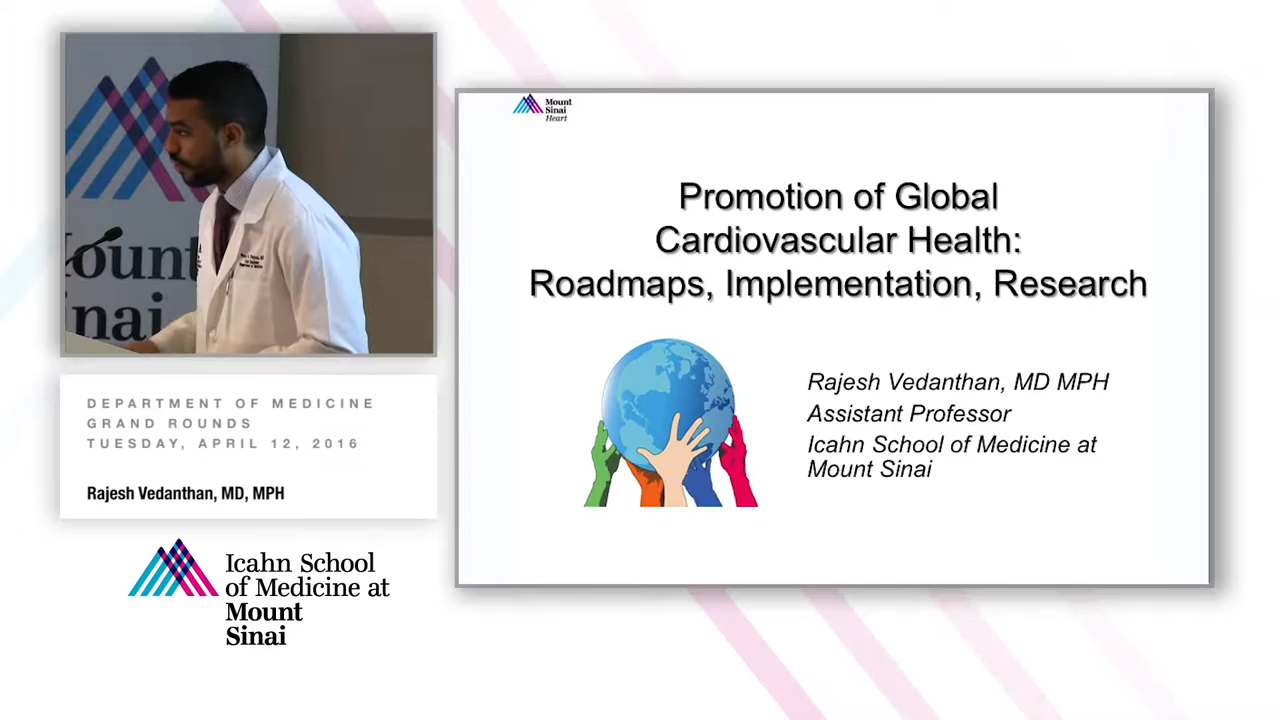 Mount
Sinai
DEPARTMENT OF MEDICINE
GRAND ROUNDS
TUESDAY, APRIL 12, 2016
Rajesh Vedanthan, MD, MPH
Icahn School
of Medicine at
Mount
Sinai
Mount
Sinai
Heart
Promotion of Global
Cardiovascular Health:
Roadmaps, Implementation, Research
Rajesh Vedanthan, MD MPH
Assistant Professor
Icahn School of Medicine at
Mount Sinai